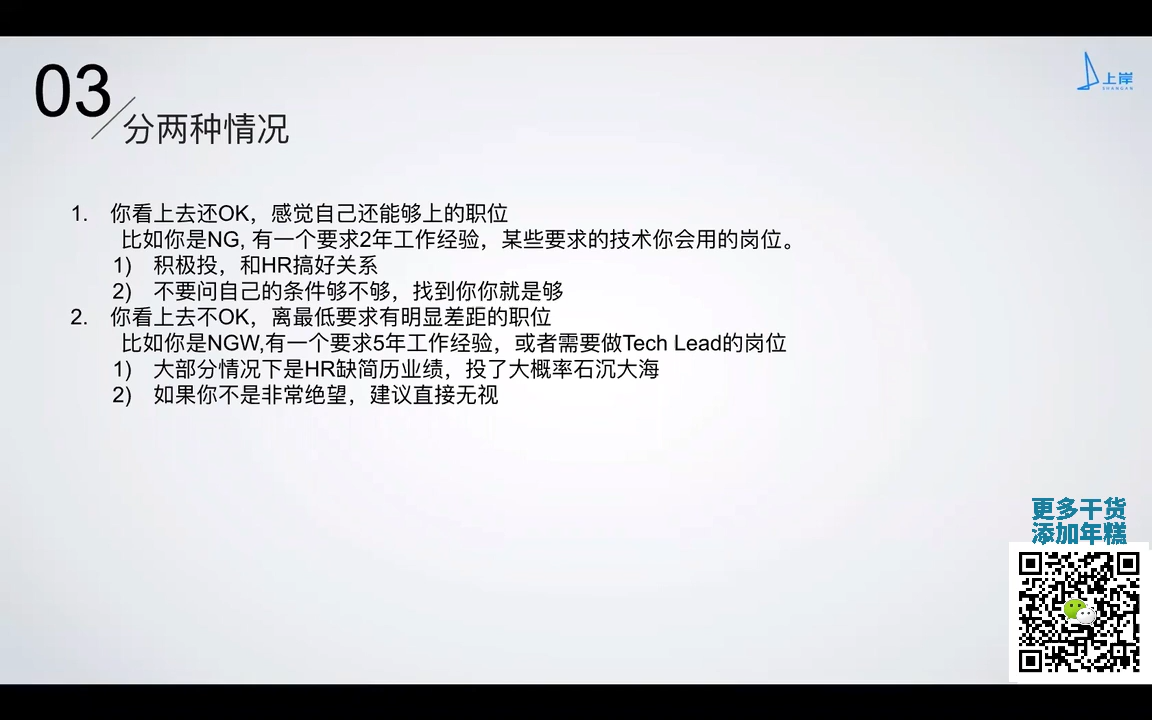 03
分两种情况
上岸
SHANGAN
1. 你看上去还OK，感觉自己还能够上的职位
比如你是NG, 有一个要求2年工作经验，某些要求的技术你会用的岗位。
1) 积极投，和HR搞好关系
2) 不要问自己的条件够不够，找到你你就是够
2. 你看上去不OK，离最低要求有明显差距的职位
比如你是NGW,有一个要求5年工作经验，或者需要做Tech Lead的岗位
1) 大部分情况下是HR缺简历业绩，投了大概率石沉大海
2) 如果你不是非常绝望，建议直接无视
更多干货
添加年糕